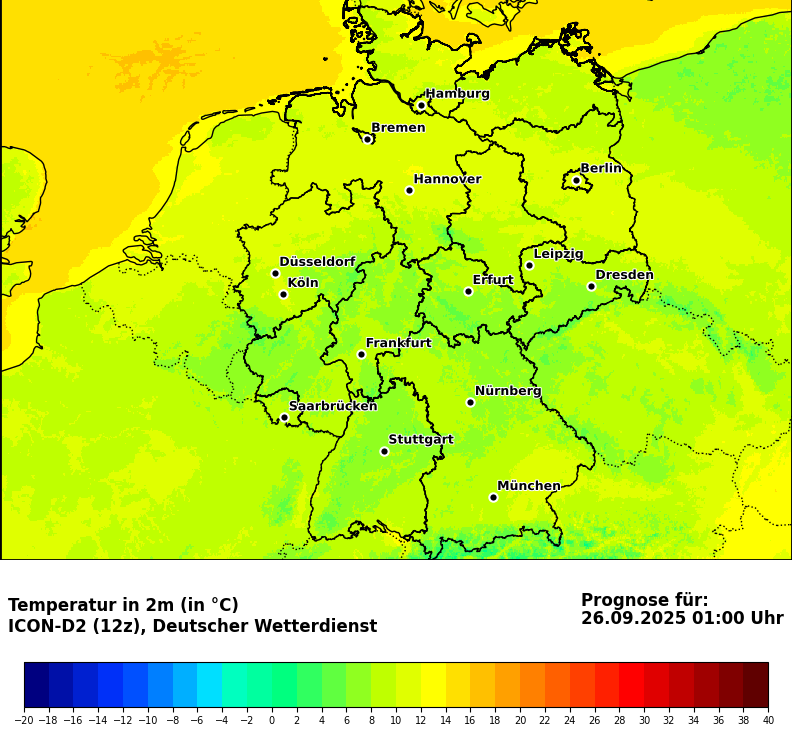 Hamburg
Bremen
Berlin
Hannover
Leipzig
Düsseldorf
Dresden
Köln
Erfurt
Frankfurt
Nürnberg
Saarbrücken
Stuttgart
München
Temperatur in 2m (in °C)
ICON-D2 (12z), Deutscher Wetterdienst
Prognose für:
26.09.2025 01:00 Uhr
−20 −18 −16 −14 −12 −10 −8 −6 −4 −2 0 2 4 6 8 10 12 14 16 18 20 22 24 26 28 30 32 34 36 38 40